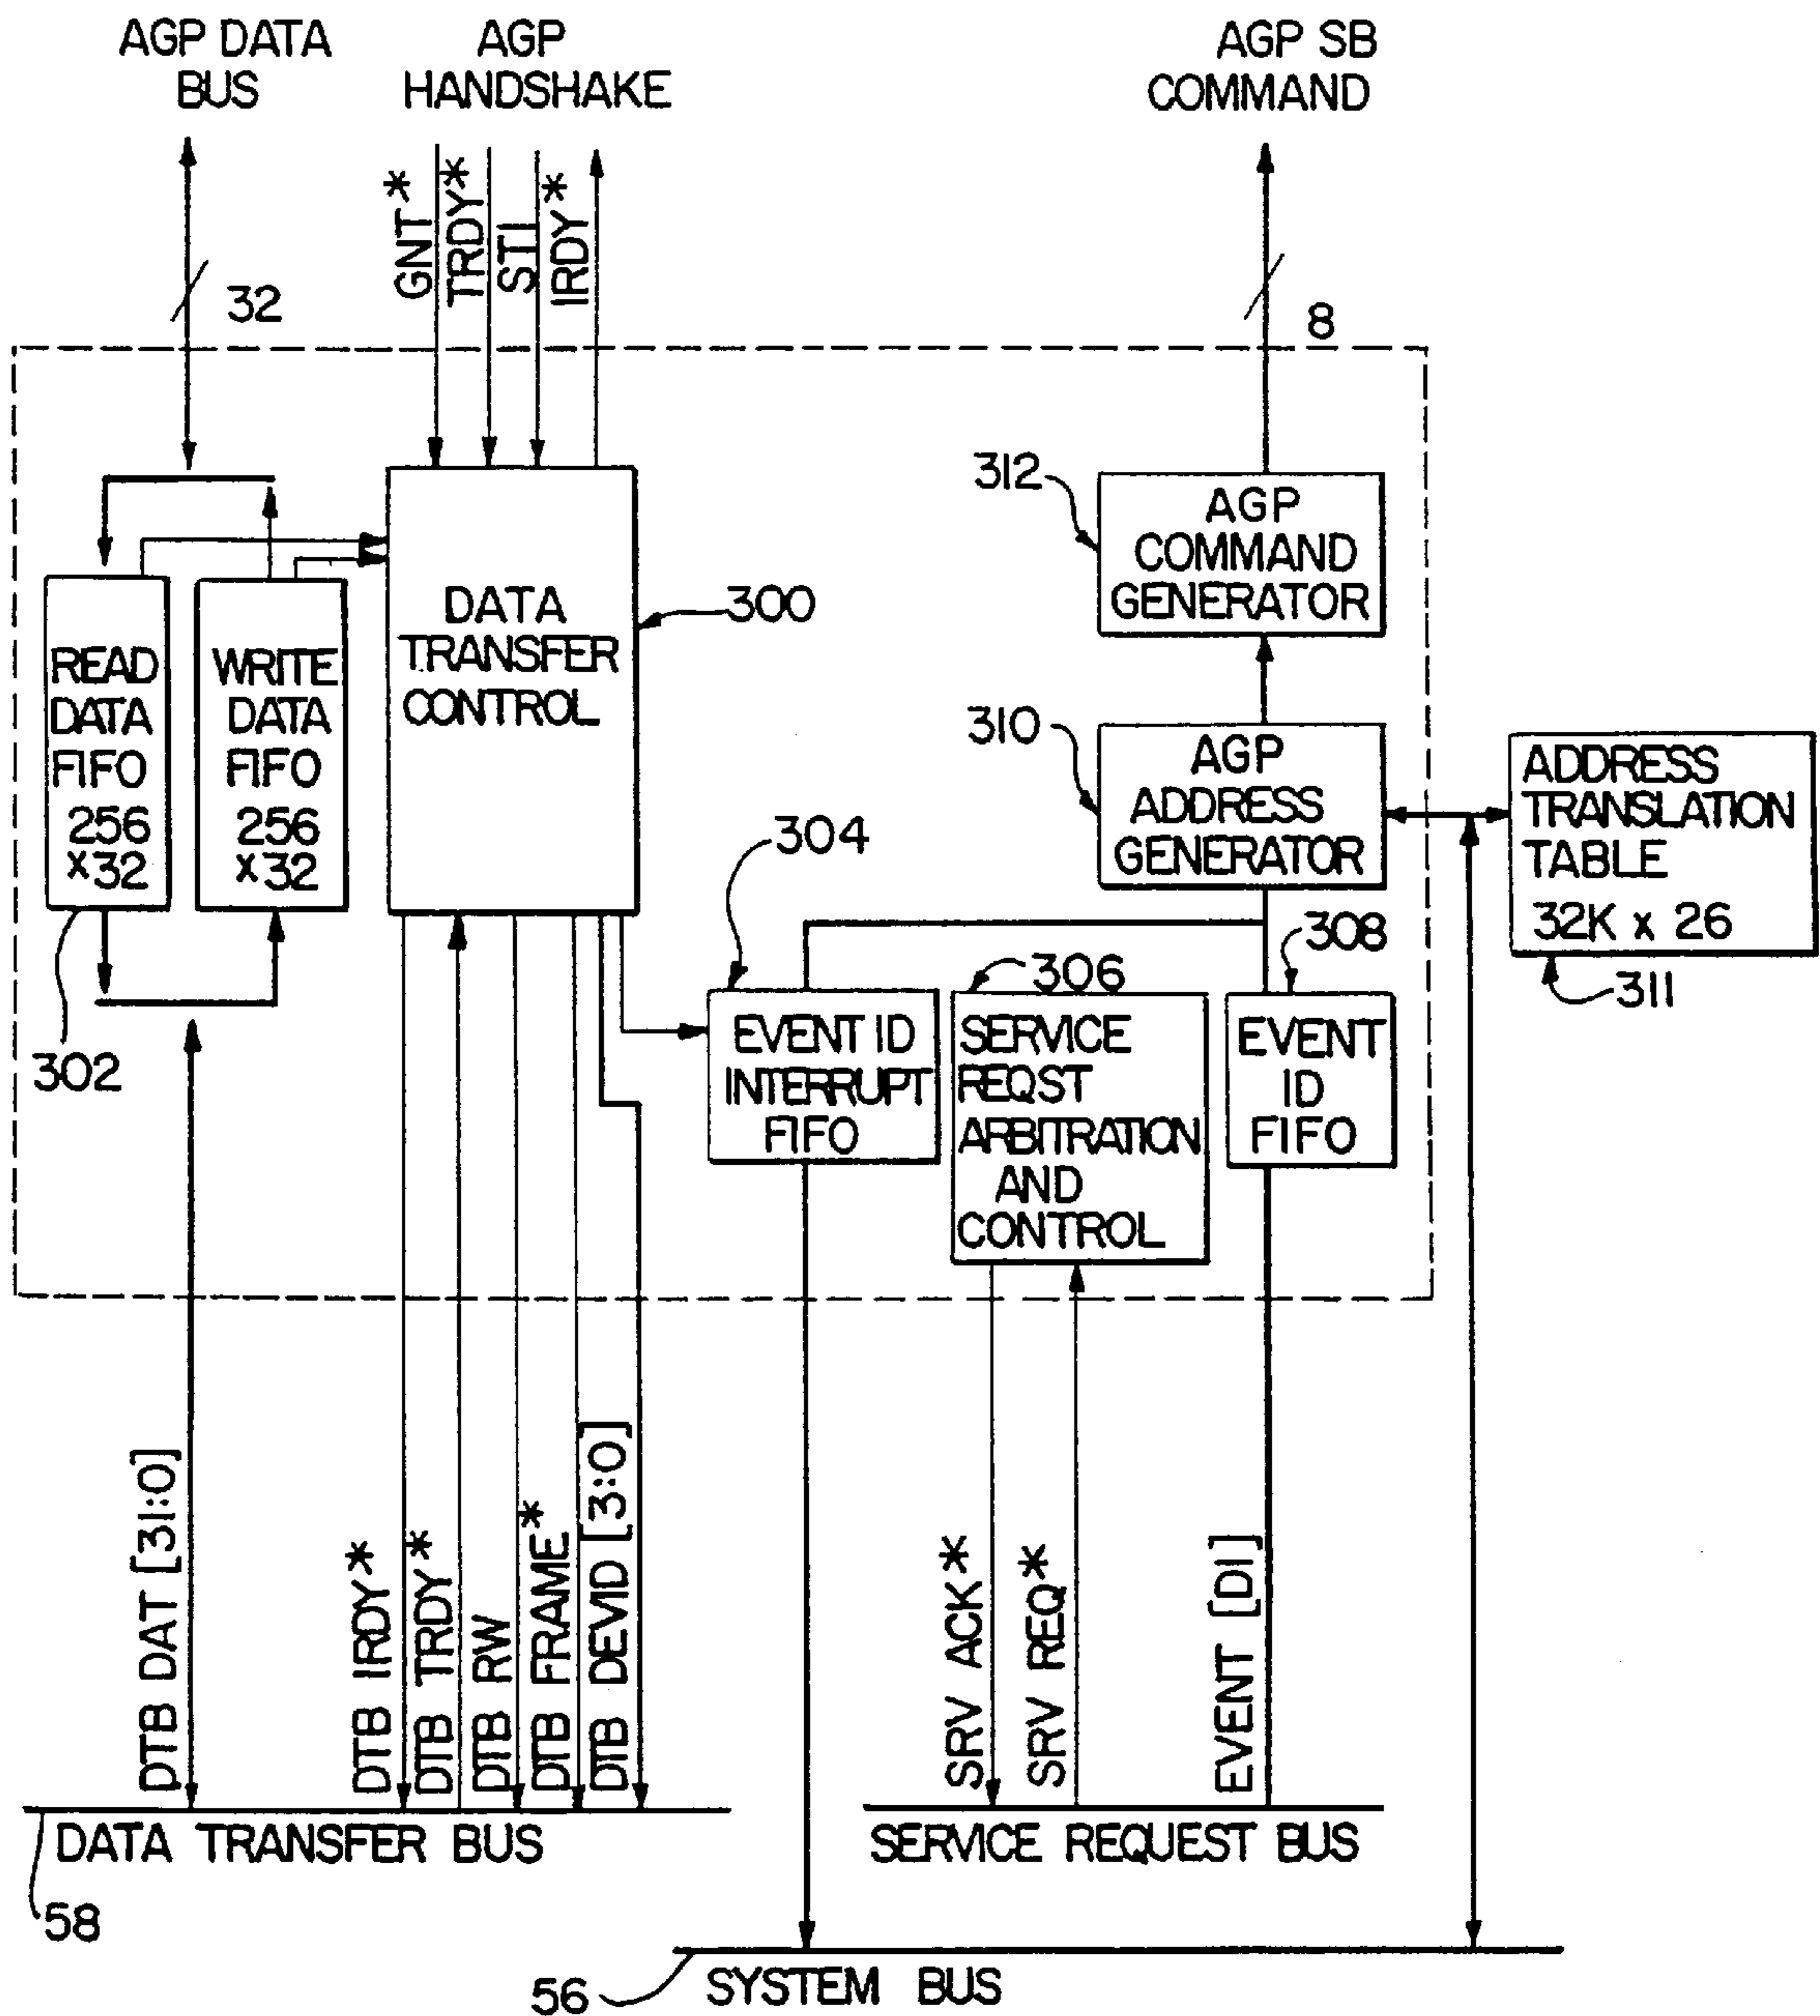 AGP DATA
BUS
AGP
HANDSHAKE
AGP SB
COMMAND
GNT*
TRDY*
ST1
IRDY*
32
8
312
AGP
COMMAND
GENERATOR
DATA
TRANSFER
CONTROL
300
READ
DATA
FIFO
256
x32
WRITE
DATA
FIFO
256
x32
310
AGP
ADDRESS
GENERATOR
ADDRESS
TRANSLATION
TABLE
32K x 26
311
304
306
308
302
EVENT ID
INTERRUPT
FIFO
SERVICE
REQST
ARBITRATION
AND
CONTROL
EVENT
ID
FIFO
DTB DAT [31:0]
DTB IRDY*
DTB TRDY*
DTB RW
DTB FRAME*
DTB DEVID [3:0]
SRV ACK*
SRV REQ*
EVENT [DI]
DATA TRANSFER BUS
SERVICE REQUEST BUS
58
56
SYSTEM BUS